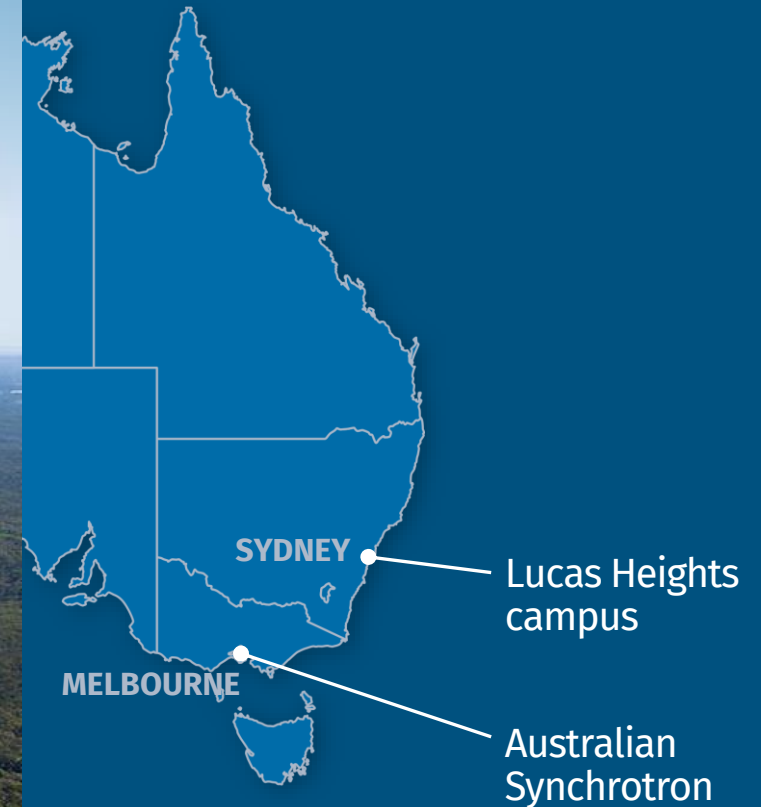 SYDNEY
Lucas Heights
campus
MELBOURNE
Australian
Synchrotron